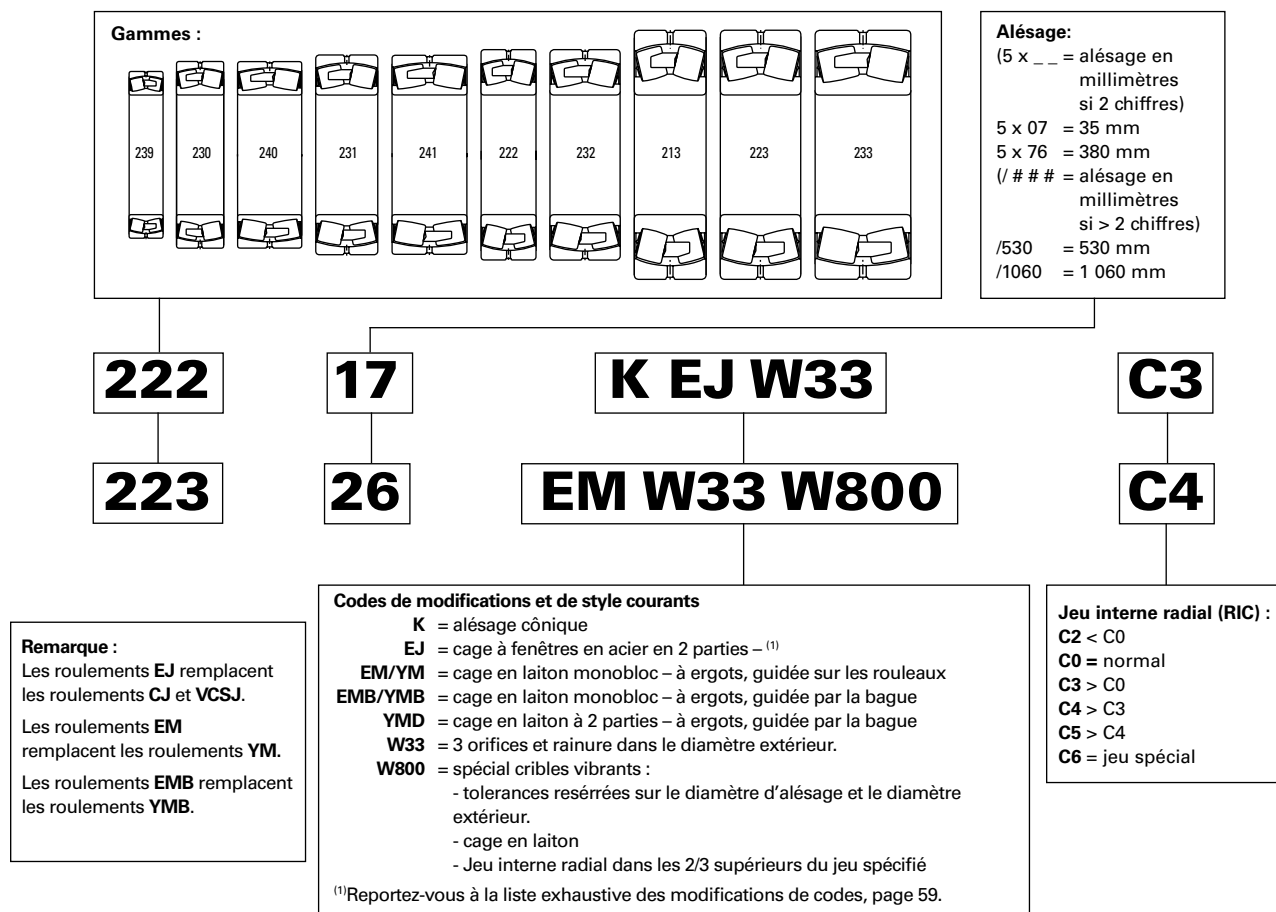 Gammes :
239
230
240
231
241
222
232
213
223
233
Alésage:
(5 x _ _ = alésage en
millimètres
si 2 chiffres)
5 x 07 = 35 mm
5 x 76 = 380 mm
(/ # # # = alésage en
millimètres
si > 2 chiffres)
/530 = 530 mm
/1060 = 1 060 mm
222
17
K EJ W33
C3
223
26
EM W33 W800
C4
Remarque :
Les roulements EJ remplacent
les roulements CJ et VCSJ.
Les roulements EM
remplacent les roulements YM.
Les roulements EMB remplacent
les roulements YMB.
Codes de modifications et de style courants
K = alésage cônique
EJ = cage à fenêtres en acier en 2 parties – (1)
EM/YM = cage en laiton monobloc – à ergots, guidée sur les rouleaux
EMB/YMB = cage en laiton monobloc – à ergots, guidée par la bague
YMD = cage en laiton à 2 parties – à ergots, guidée par la bague
W33 = 3 orifices et rainure dans le diamètre extérieur.
W800 = spécial cribles vibrants :
- tolerances resérrées sur le diamètre d’alésage et le diamètre
extérieur.
- cage en laiton
- Jeu interne radial dans les 2/3 supérieurs du jeu spécifié
(1)Reportez-vous à la liste exhaustive des modifications de codes, page 59.
Jeu interne radial (RIC) :
C2 < C0
C0 = normal
C3 > C0
C4 > C3
C5 > C4
C6 = jeu spécial